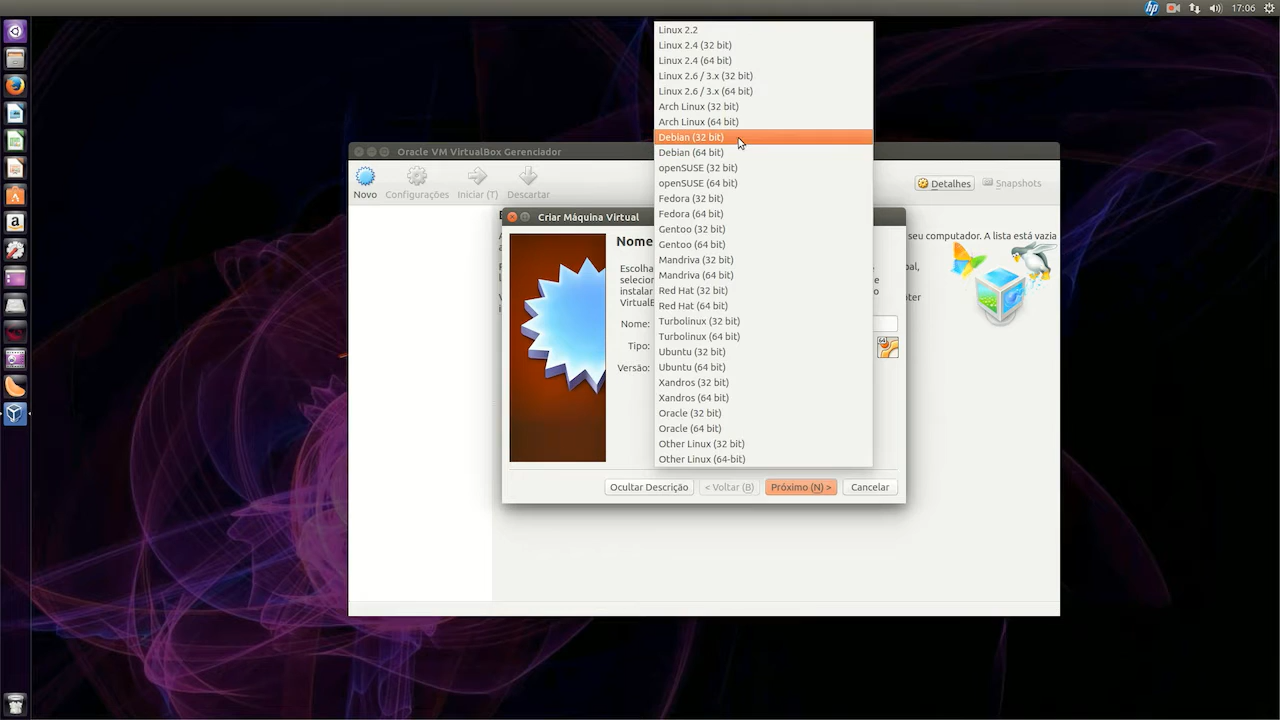 hp
17:06
Linux 2.2
Linux 2.4 (32 bit)
Linux 2.4 (64 bit)
Linux 2.6 / 3.x (32 bit)
Linux 2.6 / 3.x (64 bit)
Arch Linux (32 bit)
Arch Linux (64 bit)
Debian (32 bit)
Debian (64 bit)
openSUSE (32 bit)
openSUSE (64 bit)
Fedora (32 bit)
Fedora (64 bit)
Gentoo (32 bit)
Gentoo (64 bit)
Mandriva (32 bit)
Mandriva (64 bit)
Red Hat (32 bit)
Red Hat (64 bit)
Turbolinux (32 bit)
Turbolinux (64 bit)
Ubuntu (32 bit)
Ubuntu (64 bit)
Xandros (32 bit)
Xandros (64 bit)
Oracle (32 bit)
Oracle (64 bit)
Other Linux (32 bit)
Other Linux (64-bit)
Oracle VM VirtualBox Gerenciador
Novo
Configurações
Iniciar (T)
Descartar
Detalhes
Snapshots
seu computador. A lista está vazia
Criar Máquina Virtual
Nome
Escolha
selecior
instalar
VirtualB
Nome:
Tipo:
Versão:
64
Ocultar Descrição
< Voltar (B)
Próximo (N) >
Cancelar